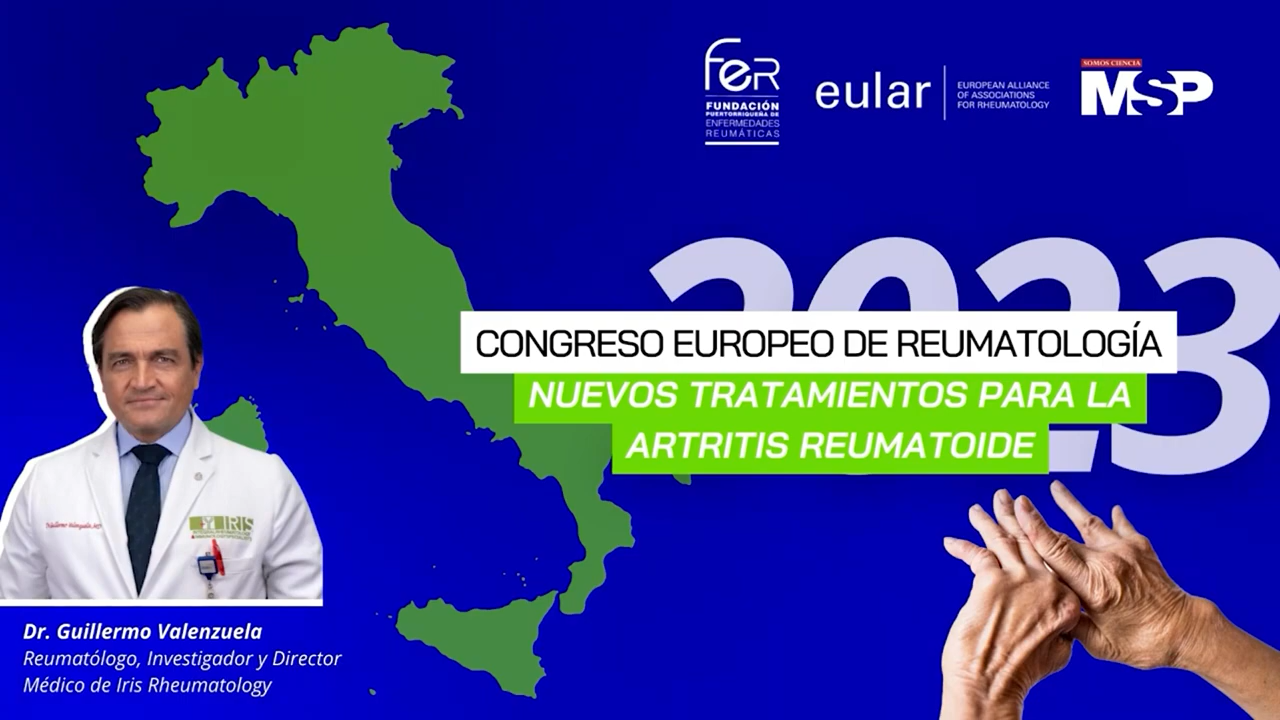 FER
FUNDACIÓN
PUERTORRIQUEÑA DE
ENFERMEDADES
REUMÁTICAS
eular
EUROPEAN ALLIANCE
OF ASSOCIATIONS
FOR RHEUMATOLOGY
SOMOS CIENCIA
MSP
2023
CONGRESO EUROPEO DE REUMATOLOGÍA
NUEVOS TRATAMIENTOS PARA LA
ARTRITIS REUMATOIDE
IRIS
Dr. Guillermo Valenzuela
Reumatólogo, Investigador y Director
Médico de Iris Rheumatology